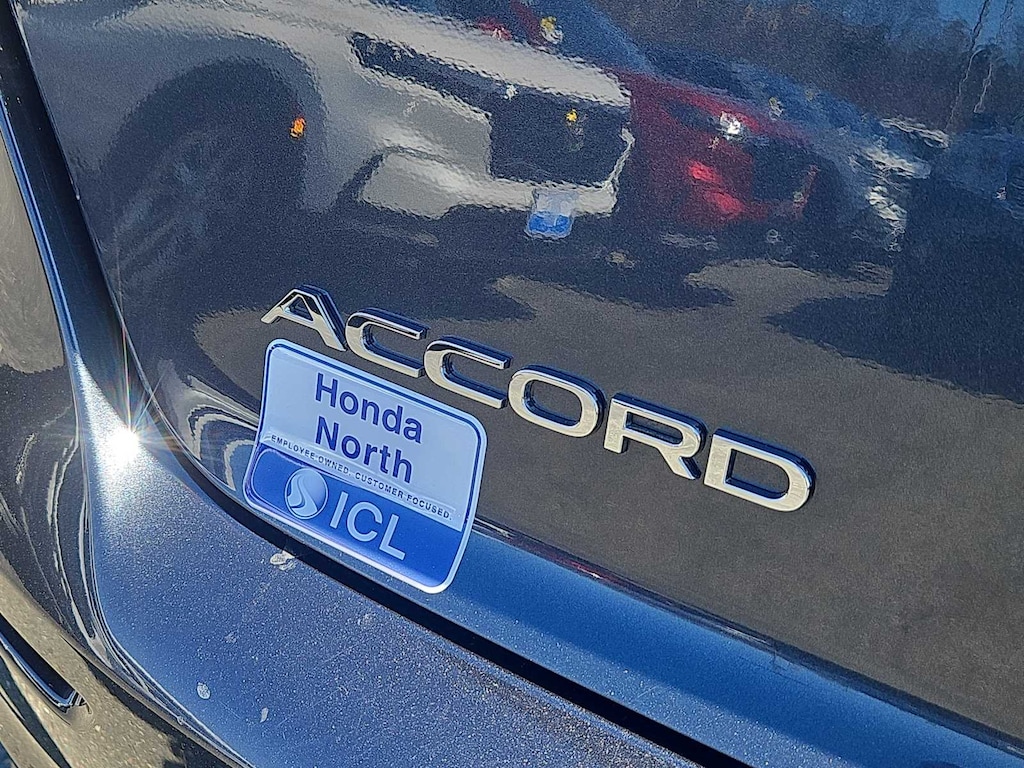 ACCORD
Honda
North
EMPLOYEE-OWNED. CUSTOMER FOCUSED.
ICL